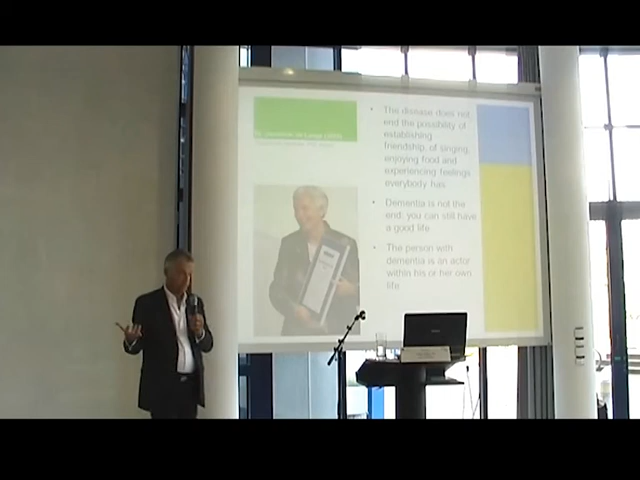 • The disease does not
end the possibility of
establishing
friendship, of singing,
enjoying food and
experiencing feelings
everybody has.
• Dementia is not the
end: you can still have
a good life.
• The person with
dementia is an actor
within his or her own
life.